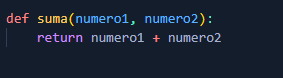 def suma(numero1, numero2):
    return numero1 + numero2